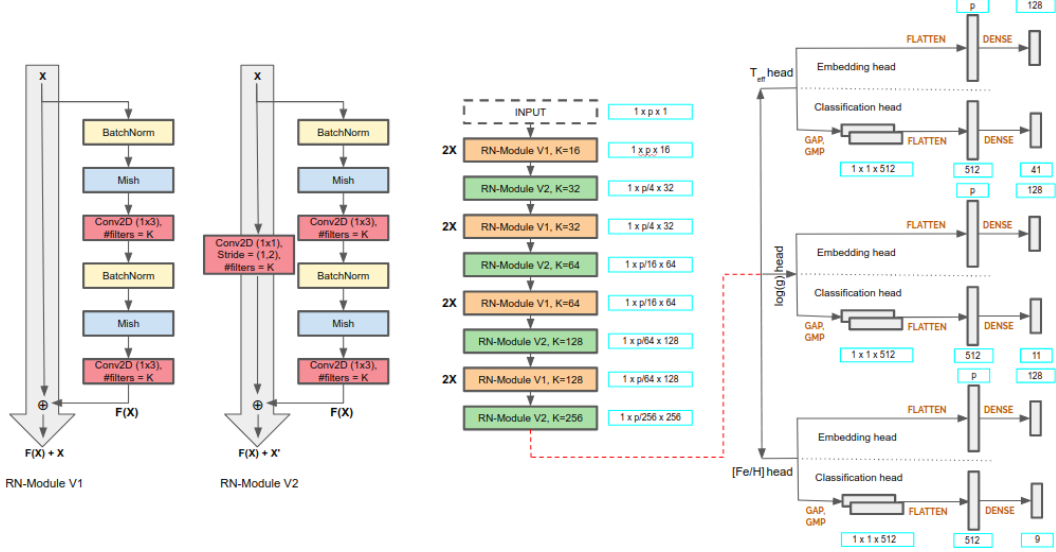 X
BatchNorm
Mish
Conv2D (1x3),
#filters = K
BatchNorm
Mish
Conv2D (1x3),
#filters = K
⊕
F(X)
F(X) + X
RN-Module V1
X
BatchNorm
Mish
Conv2D (1x3),
#filters = K
Conv2D (1x1),
Stride = (1,2),
#filters = K
BatchNorm
Mish
Conv2D (1x3),
#filters = K
⊕
F(X)
F(X) + X'
RN-Module V2
INPUT
1 x p x 1
2X
RN-Module V1, K=16
1 x p x 16
RN-Module V2, K=32
1 x p/4 x 32
2X
RN-Module V1, K=32
1 x p/4 x 32
RN-Module V2, K=64
1 x p/16 x 64
2X
RN-Module V1, K=64
1 x p/16 x 64
RN-Module V2, K=128
1 x p/64 x 128
2X
RN-Module V1, K=128
1 x p/64 x 128
RN-Module V2, K=256
1 x p/256 x 256
p
128
FLATTEN
DENSE
T_eff head
Embedding head
Classification head
GAP,
GMP
FLATTEN
DENSE
1 x 1 x 512
512
41
p
128
FLATTEN
DENSE
log(g) head
Embedding head
Classification head
GAP,
GMP
FLATTEN
DENSE
1 x 1 x 512
512
11
p
128
FLATTEN
DENSE
Embedding head
[Fe/H] head
Classification head
GAP,
GMP
FLATTEN
DENSE
1 x 1 x 512
512
9